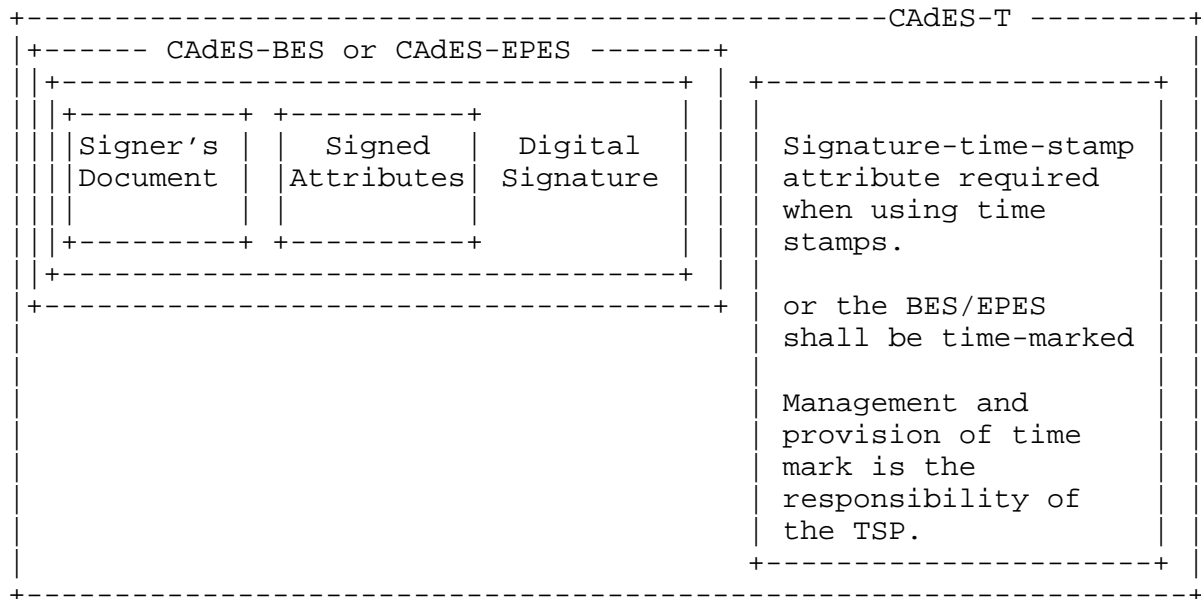 CAdES-T
CAdES-BES or CAdES-EPES
Signer's Document
Signed Attributes
Digital Signature
Signature-time-stamp
attribute required
when using time
stamps.
or the BES/EPES
shall be time-marked
Management and
provision of time
mark is the
responsibility of
the TSP.